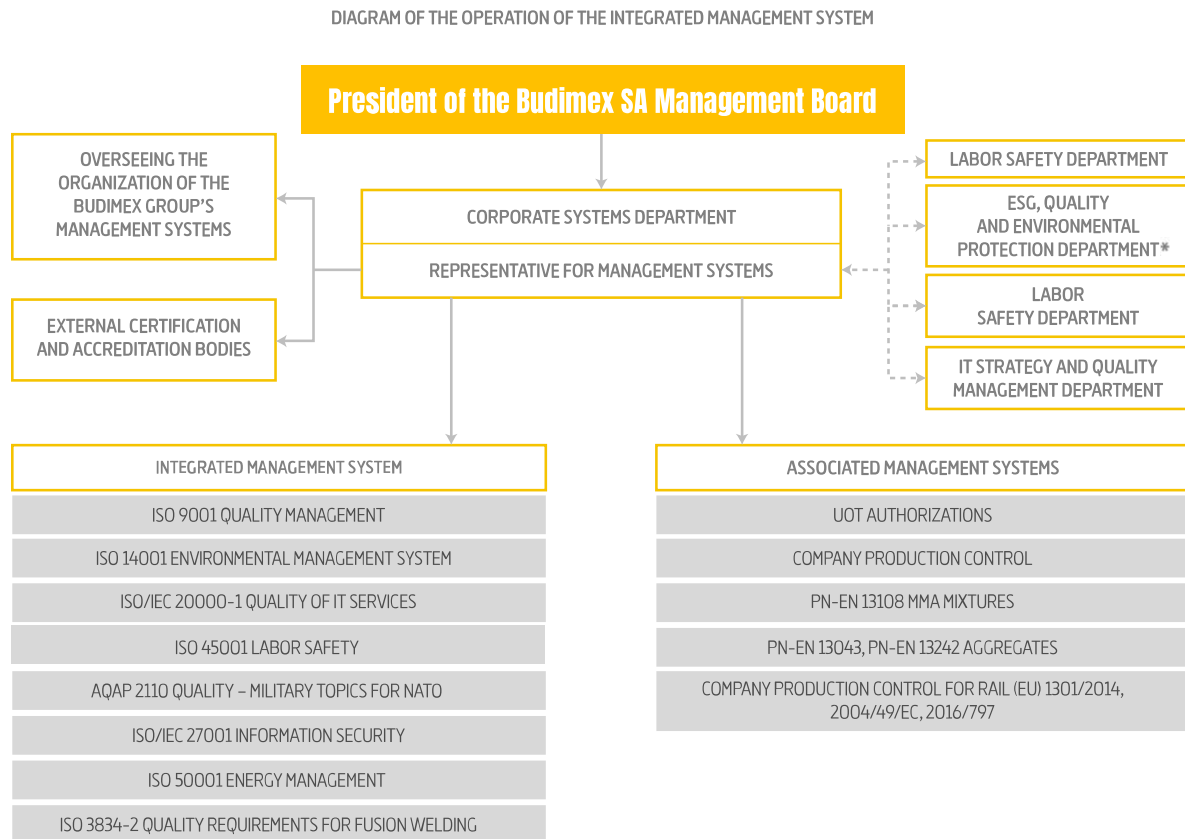 DIAGRAM OF THE OPERATION OF THE INTEGRATED MANAGEMENT SYSTEM
President of the Budimex SA Management Board
OVERSEEING THE
ORGANIZATION OF THE
BUDIMEX GROUP'S
MANAGEMENT SYSTEMS
EXTERNAL CERTIFICATION
AND ACCREDITATION BODIES
CORPORATE SYSTEMS DEPARTMENT
REPRESENTATIVE FOR MANAGEMENT SYSTEMS
LABOR SAFETY DEPARTMENT
ESG, QUALITY
AND ENVIRONMENTAL
PROTECTION DEPARTMENT*
LABOR
SAFETY DEPARTMENT
IT STRATEGY AND QUALITY
MANAGEMENT DEPARTMENT
INTEGRATED MANAGEMENT SYSTEM
ISO 9001 QUALITY MANAGEMENT
ISO 14001 ENVIRONMENTAL MANAGEMENT SYSTEM
ISO/IEC 20000-1 QUALITY OF IT SERVICES
ISO 45001 LABOR SAFETY
AQAP 2110 QUALITY – MILITARY TOPICS FOR NATO
ISO/IEC 27001 INFORMATION SECURITY
ISO 50001 ENERGY MANAGEMENT
ISO 3834-2 QUALITY REQUIREMENTS FOR FUSION WELDING
ASSOCIATED MANAGEMENT SYSTEMS
UOT AUTHORIZATIONS
COMPANY PRODUCTION CONTROL
PN-EN 13108 MMA MIXTURES
PN-EN 13043, PN-EN 13242 AGGREGATES
COMPANY PRODUCTION CONTROL FOR RAIL (EU) 1301/2014,
2004/49/EC, 2016/797